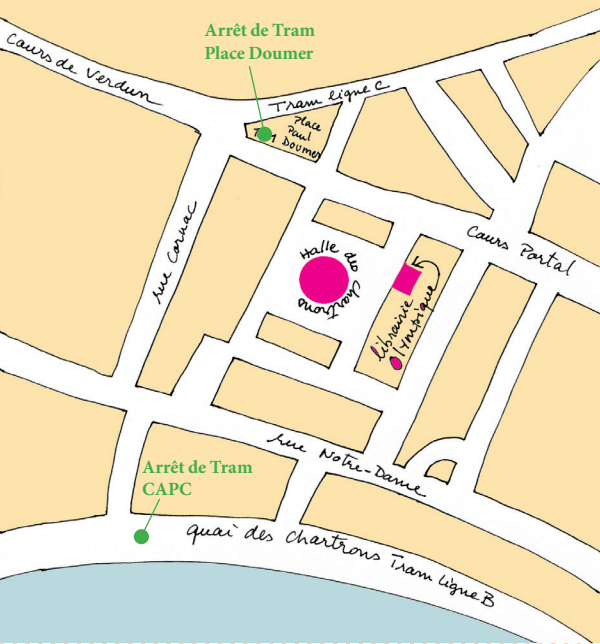 Arrêt de Tram
Place Doumer
Cours de Verdun
Tram ligne C
Place
Paul
Doumer
rue Cornac
Halle des Chartrons
Cours Portal
librairie
Olympique
rue Notre-Dame
Arrêt de Tram
CAPC
quai des Chartrons Tram Ligne B